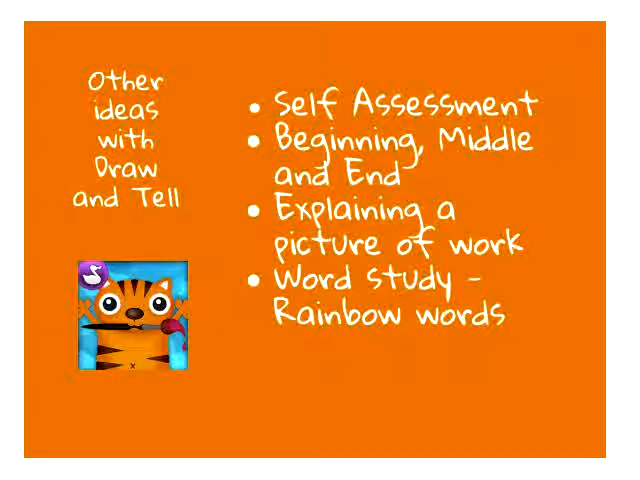 Other
ideas
with
Draw
and Tell
• Self Assessment
• Beginning, Middle
and End
• Explaining a
picture of work
• Word study -
Rainbow words